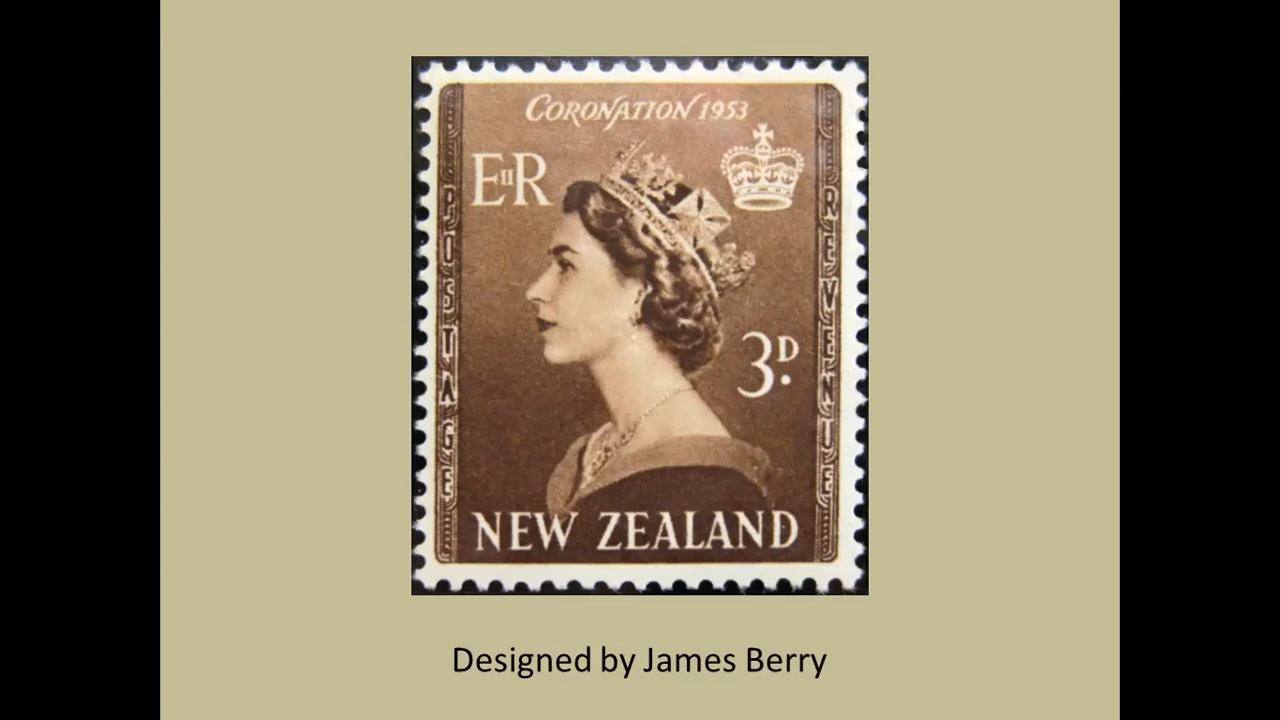 CORONATION 1953
EIIR
POSTAGE
REVENUE
3D.
NEW ZEALAND
Designed by James Berry